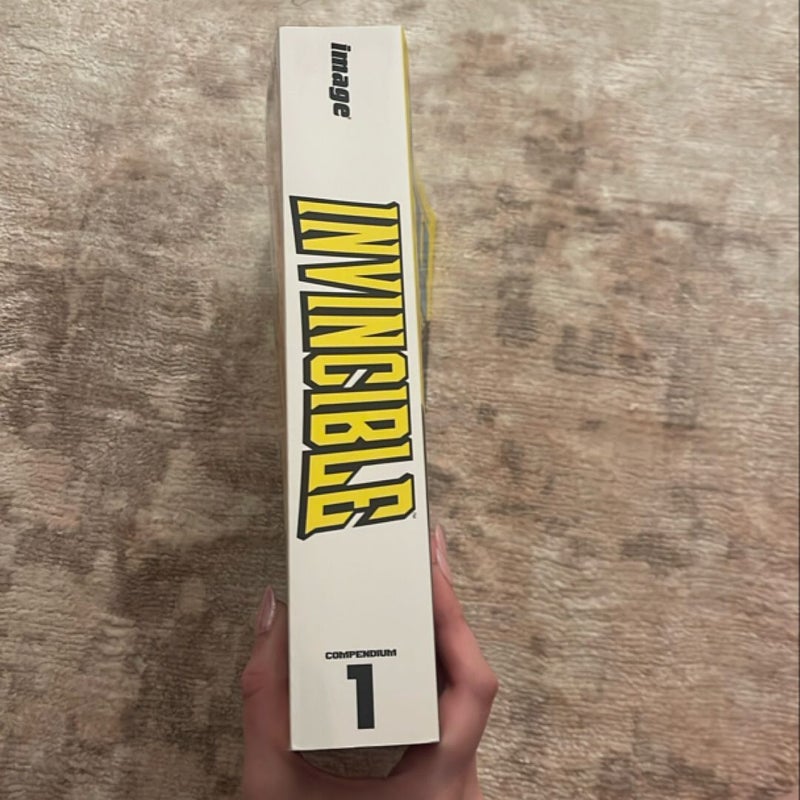 image
INVINCIBLE
COMPENDIUM
1